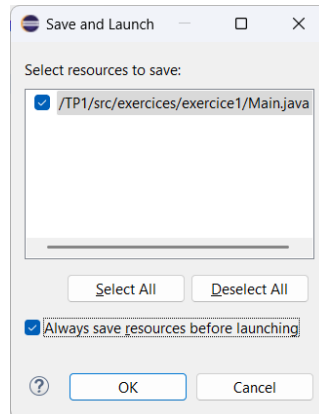 Save and Launch
Select resources to save:
/TP1/src/exercices/exercice1/Main.java
Select All
Deselect All
Always save resources before launching
?
OK
Cancel